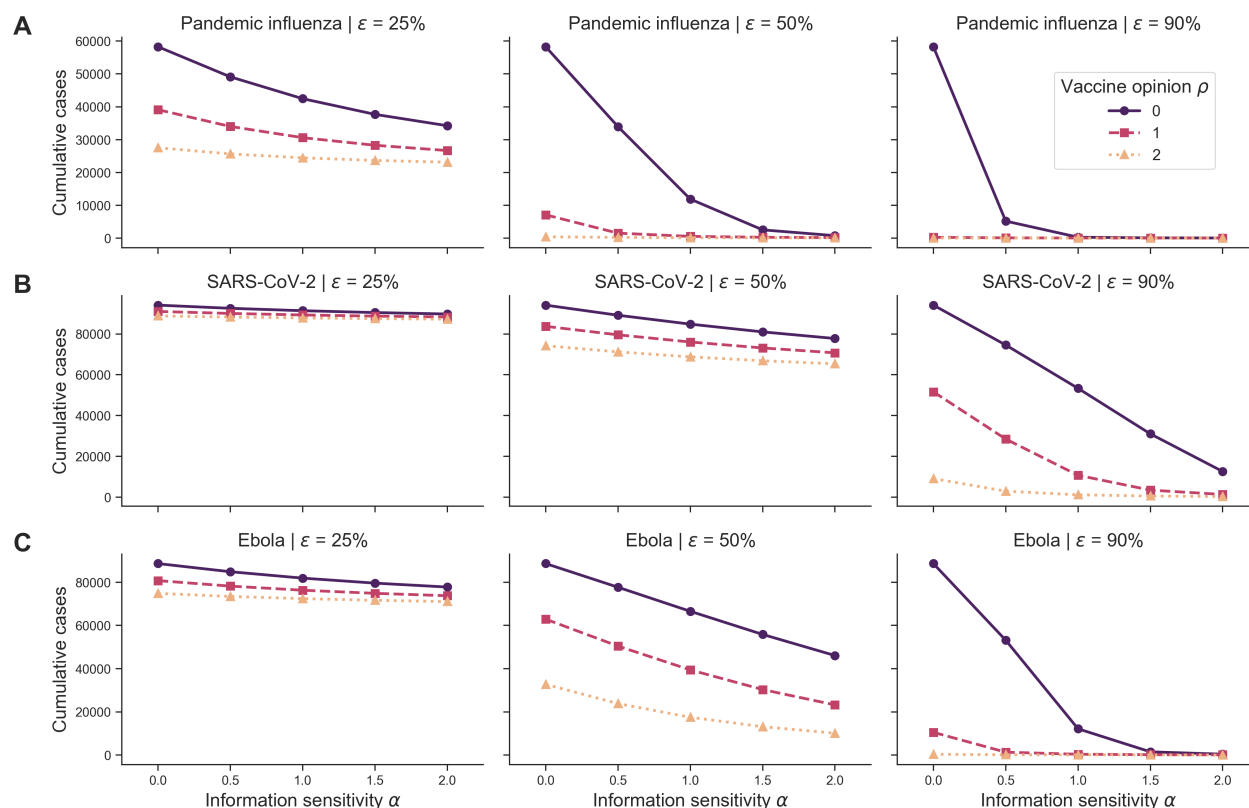 A
Pandemic influenza | ε = 25%
Pandemic influenza | ε = 50%
Pandemic influenza | ε = 90%
Cumulative cases
60000
50000
40000
30000
20000
10000
0
Vaccine opinion ρ
0
1
2
B
SARS-CoV-2 | ε = 25%
SARS-CoV-2 | ε = 50%
SARS-CoV-2 | ε = 90%
Cumulative cases
80000
60000
40000
20000
0
C
Ebola | ε = 25%
Ebola | ε = 50%
Ebola | ε = 90%
Cumulative cases
80000
60000
40000
20000
0
0.0 0.5 1.0 1.5 2.0
0.0 0.5 1.0 1.5 2.0
0.0 0.5 1.0 1.5 2.0
Information sensitivity α
Information sensitivity α
Information sensitivity α